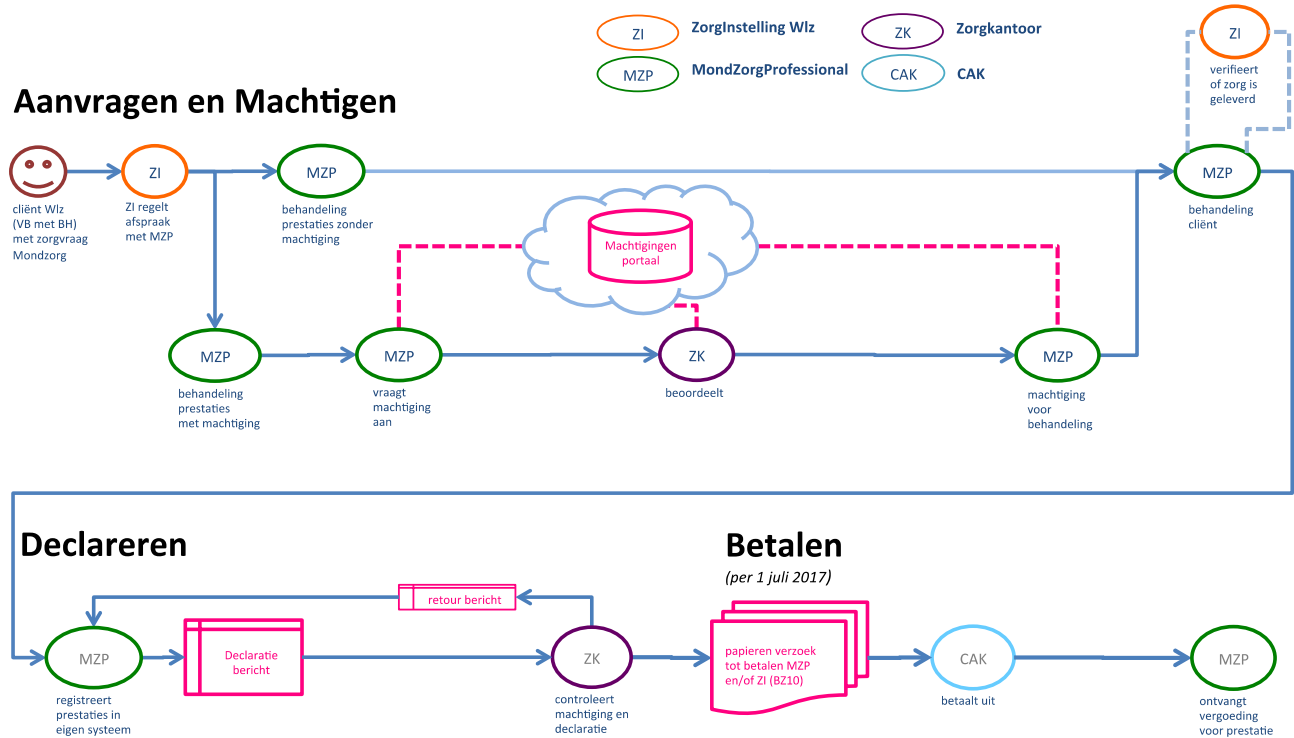 ZI
ZorgInstelling Wlz
ZK
Zorgkantoor
MZP
MondZorgProfessional
CAK
CAK
ZI
verifieert
of zorg is
geleverd
Aanvragen en Machtigen
ZI
MZP
MZP
cliënt Wlz
(VB met BH)
met zorgvraag
Mondzorg
ZI regelt
afspraak
met MZP
behandeling
prestaties zonder
machtiging
behandeling
cliënt
Machtigingen
portaal
MZP
MZP
ZK
MZP
behandeling
prestaties
met machtiging
vraagt
machtiging
aan
beoordeelt
machtiging
voor
behandeling
Declareren
Betalen
(per 1 juli 2017)
retour bericht
MZP
Declaratie
bericht
ZK
papieren verzoek
tot betalen MZP
en/of ZI (BZ10)
CAK
MZP
registreert
prestaties in
eigen systeem
controleert
machtiging en
declaratie
betaalt uit
ontvangt
vergoeding
voor prestatie